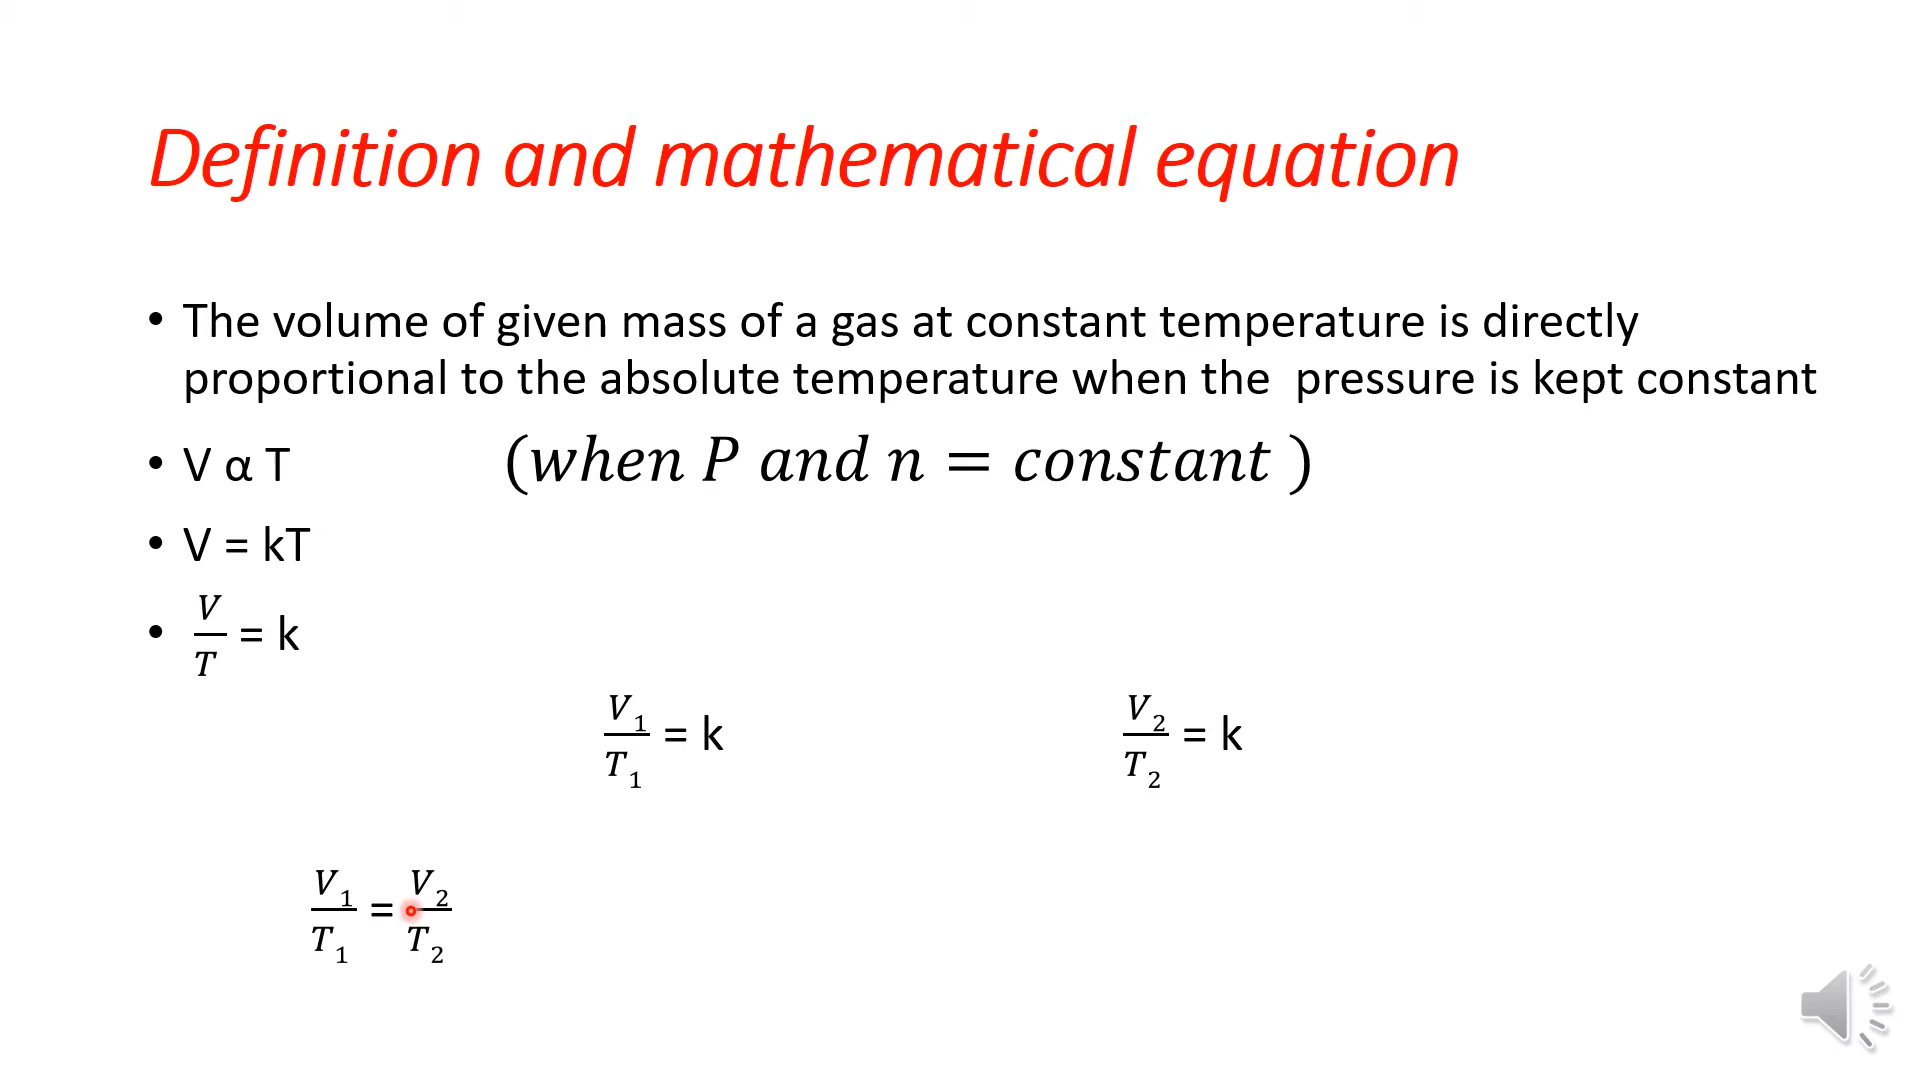 Definition and mathematical equation
• The volume of given mass of a gas at constant temperature is directly
proportional to the absolute temperature when the  pressure is kept constant
• V α T (when P and n = constant )
• V = kT
• V/T = k
V₁/T₁ = k V₂/T₂ = k
V₁/T₁ = V₂/T₂